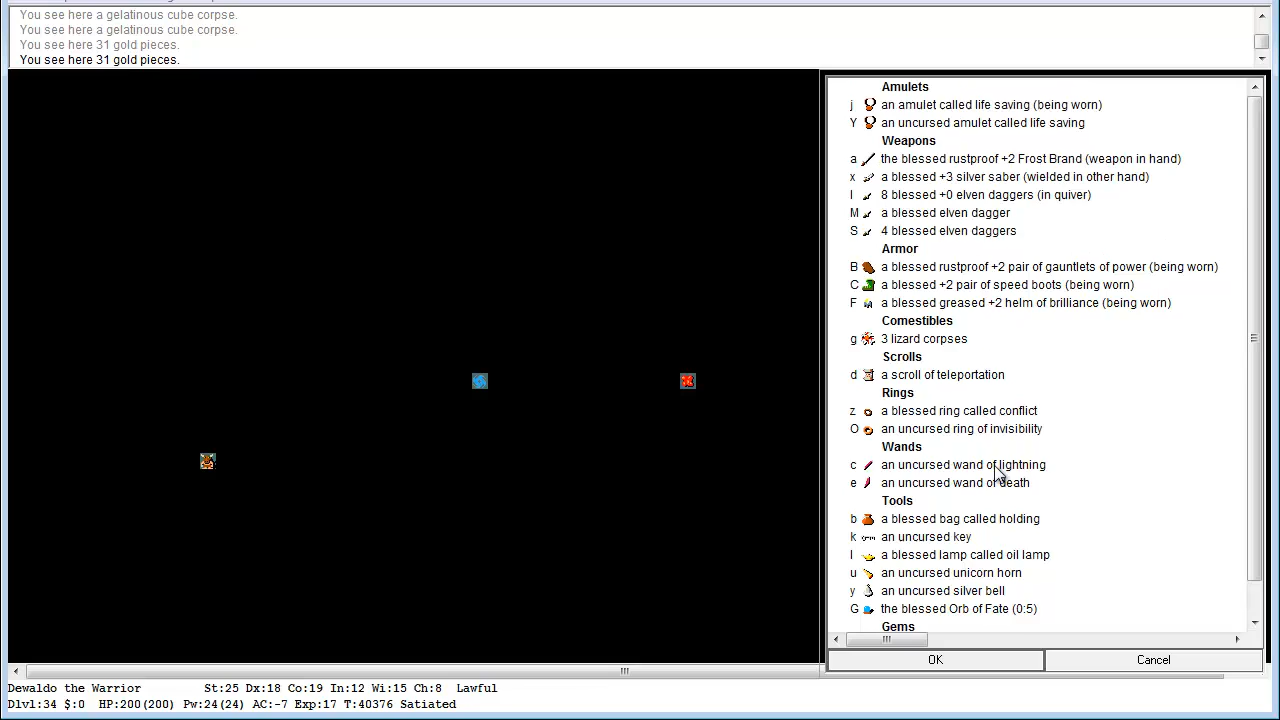 You see here a gelatinous cube corpse.
You see here a gelatinous cube corpse.
You see here 31 gold pieces.
You see here 31 gold pieces.
Amulets
j an amulet called life saving (being worn)
Y an uncursed amulet called life saving
Weapons
a the blessed rustproof +2 Frost Brand (weapon in hand)
x a blessed +3 silver saber (wielded in other hand)
I 8 blessed +0 elven daggers (in quiver)
M a blessed elven dagger
S 4 blessed elven daggers
Armor
B a blessed rustproof +2 pair of gauntlets of power (being worn)
C a blessed +2 pair of speed boots (being worn)
F a blessed greased +2 helm of brilliance (being worn)
Comestibles
g 3 lizard corpses
Scrolls
d a scroll of teleportation
Rings
z a blessed ring called conflict
O an uncursed ring of invisibility
Wands
c an uncursed wand of lightning
e an uncursed wand of death
Tools
b a blessed bag called holding
k an uncursed key
l a blessed lamp called oil lamp
u an uncursed unicorn horn
y an uncursed silver bell
G the blessed Orb of Fate (0:5)
Gems
OK Cancel
Dewaldo the Warrior St:25 Dx:18 Co:19 In:12 Wi:15 Ch:8 Lawful
Dlvl:34 $:0 HP:200(200) Pw:24(24) AC:-7 Exp:17 T:40376 Satiated